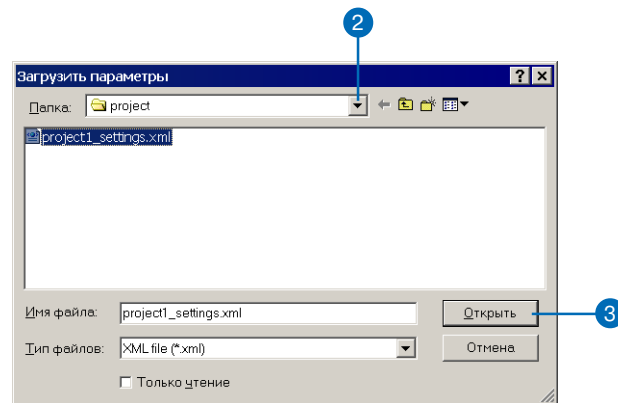 2
Загрузить параметры
Папка: project
project1_settings.xml
Имя файла: project1_settings.xml Открыть 3
Тип файлов: XML file (*.xml) Отмена
Только чтение